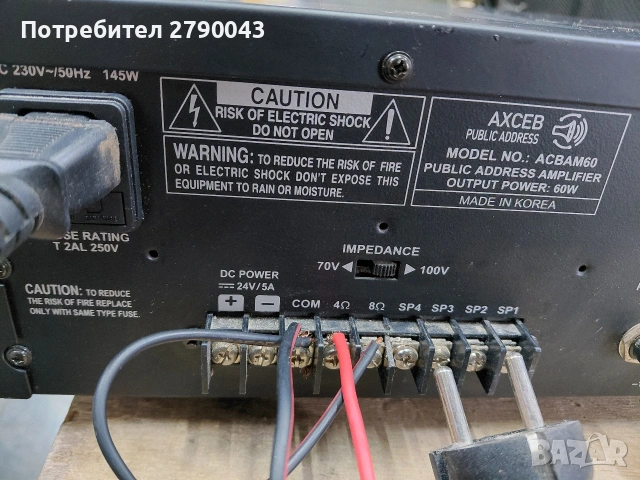 Потребител 2790043
C 230V~/50Hz 145W
CAUTION
RISK OF ELECTRIC SHOCK
DO NOT OPEN
WARNING: TO REDUCE THE RISK OF FIRE
OR ELECTRIC SHOCK DON'T EXPOSE THIS
EQUIPMENT TO RAIN OR MOISTURE.
AXCEB
PUBLIC ADDRESS
MODEL NO.: ACBAM60
PUBLIC ADDRESS AMPLIFIER
OUTPUT POWER: 60W
MADE IN KOREA
SE RATING
T 2AL 250V
CAUTION: TO REDUCE
THE RISK OF FIRE REPLACE
ONLY WITH SAME TYPE FUSE.
IMPEDANCE
70V 100V
DC POWER
24V/5A
+ − COM 4Ω 8Ω SP4 SP3 SP2 SP1
BAZAR